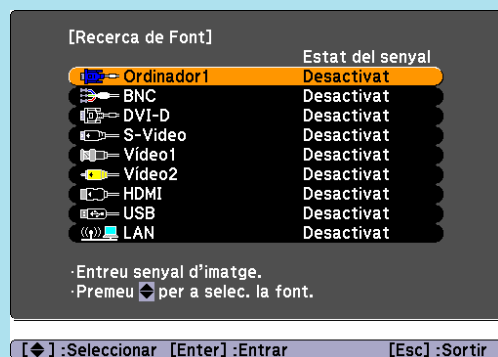 [Recerca de Font]
Estat del senyal
Ordinador1 Desactivat
BNC Desactivat
DVI-D Desactivat
S-Video Desactivat
Vídeo1 Desactivat
Vídeo2 Desactivat
HDMI Desactivat
USB Desactivat
LAN Desactivat
·Entreu senyal d'imatge.
·Premeu per a selec. la font.
[◆] :Seleccionar [Enter] :Entrar [Esc] :Sortir